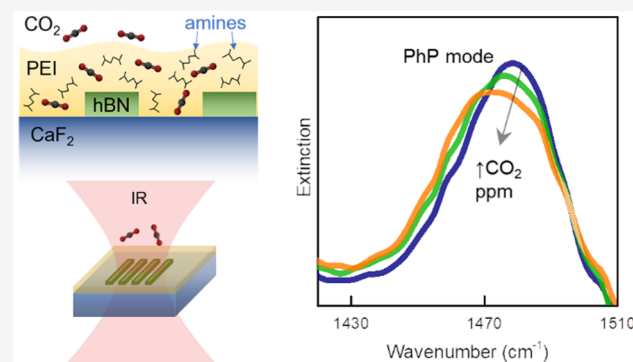 CO₂
amines
PEI
hBN
CaF₂
IR
PhP mode
↑CO₂
ppm
Extinction
1430 1470 1510
Wavenumber (cm⁻¹)